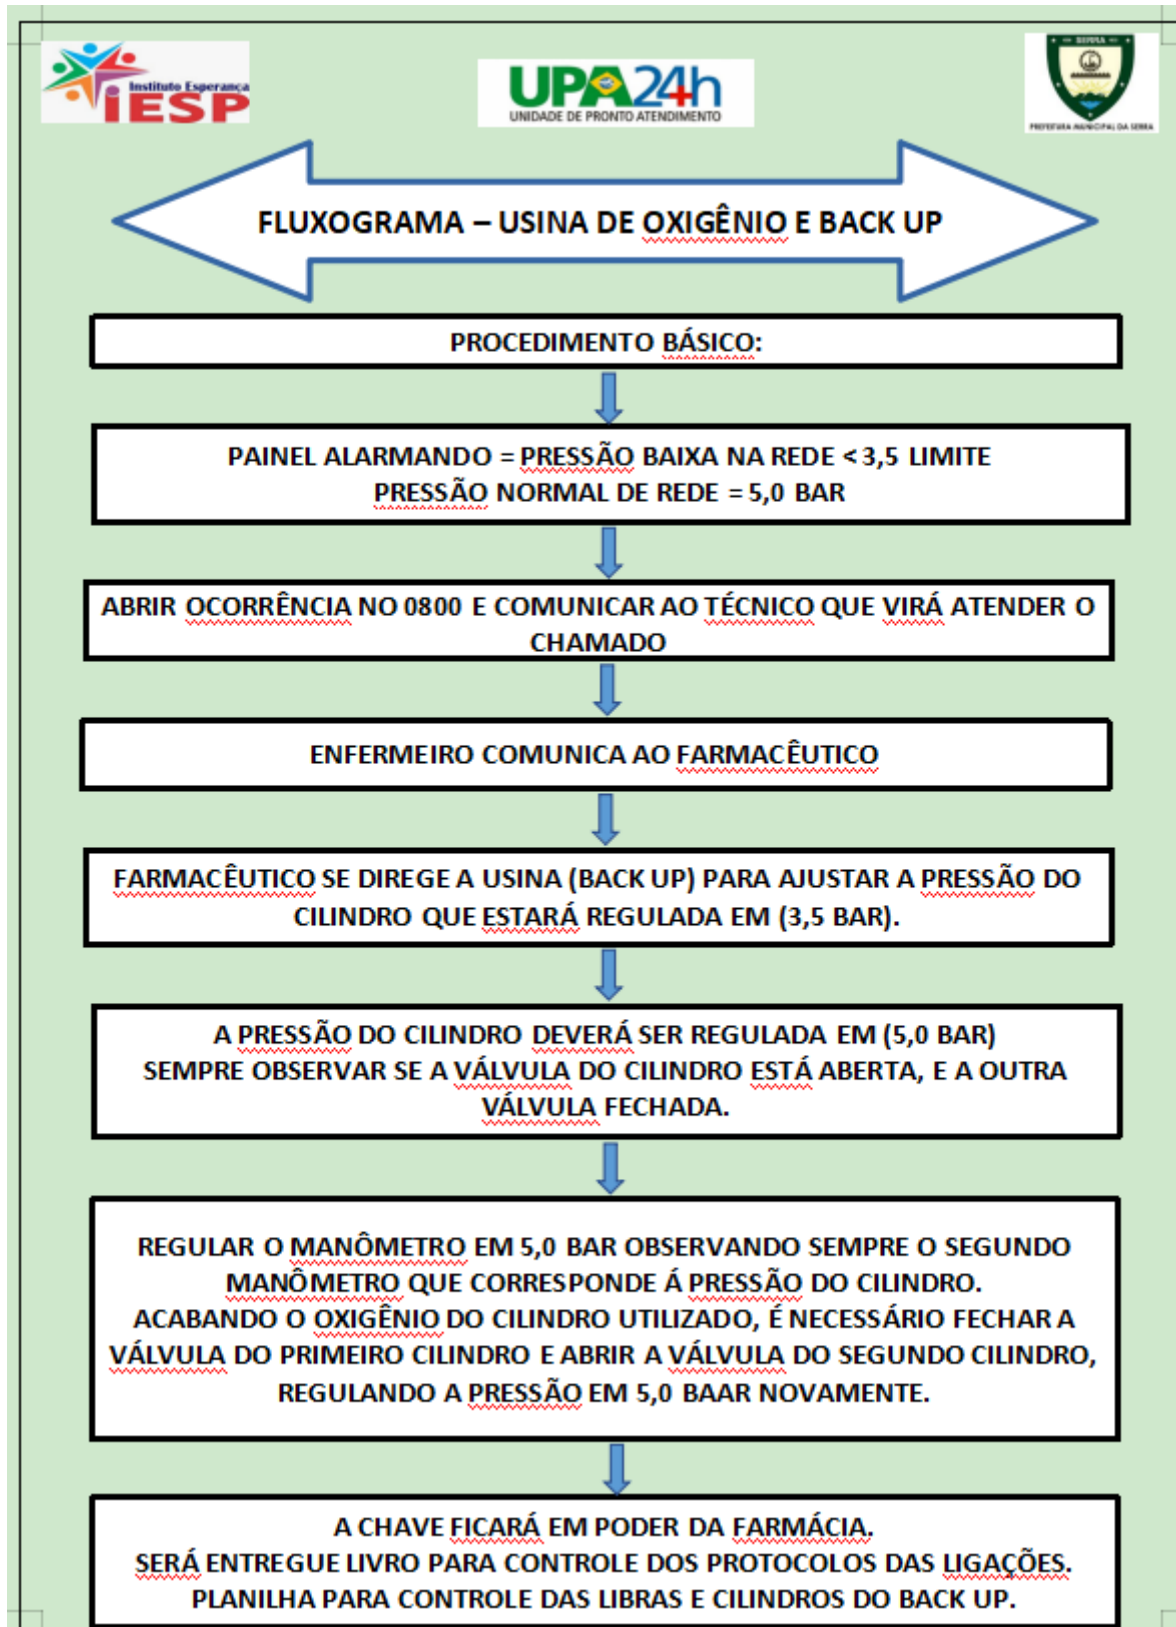 Instituto Esperança
iESP
UPA24h
UNIDADE DE PRONTO ATENDIMENTO
SERRA
PREFEITURA MUNICIPAL DA SERRA
FLUXOGRAMA – USINA DE OXIGÊNIO E BACK UP
PROCEDIMENTO BÁSICO:
PAINEL ALARMANDO = PRESSÃO BAIXA NA REDE < 3,5 LIMITE
PRESSÃO NORMAL DE REDE = 5,0 BAR
ABRIR OCORRÊNCIA NO 0800 E COMUNICAR AO TÉCNICO QUE VIRÁ ATENDER O
CHAMADO
ENFERMEIRO COMUNICA AO FARMACÊUTICO
FARMACÊUTICO SE DIREGE A USINA (BACK UP) PARA AJUSTAR A PRESSÃO DO
CILINDRO QUE ESTARÁ REGULADA EM (3,5 BAR).
A PRESSÃO DO CILINDRO DEVERÁ SER REGULADA EM (5,0 BAR)
SEMPRE OBSERVAR SE A VÁLVULA DO CILINDRO ESTÁ ABERTA, E A OUTRA
VÁLVULA FECHADA.
REGULAR O MANÔMETRO EM 5,0 BAR OBSERVANDO SEMPRE O SEGUNDO
MANÔMETRO QUE CORRESPONDE Á PRESSÃO DO CILINDRO.
ACABANDO O OXIGÊNIO DO CILINDRO UTILIZADO, É NECESSÁRIO FECHAR A
VÁLVULA DO PRIMEIRO CILINDRO E ABRIR A VÁLVULA DO SEGUNDO CILINDRO,
REGULANDO A PRESSÃO EM 5,0 BAAR NOVAMENTE.
A CHAVE FICARÁ EM PODER DA FARMÁCIA.
SERÁ ENTREGUE LIVRO PARA CONTROLE DOS PROTOCOLOS DAS LIGAÇÕES.
PLANILHA PARA CONTROLE DAS LIBRAS E CILINDROS DO BACK UP.